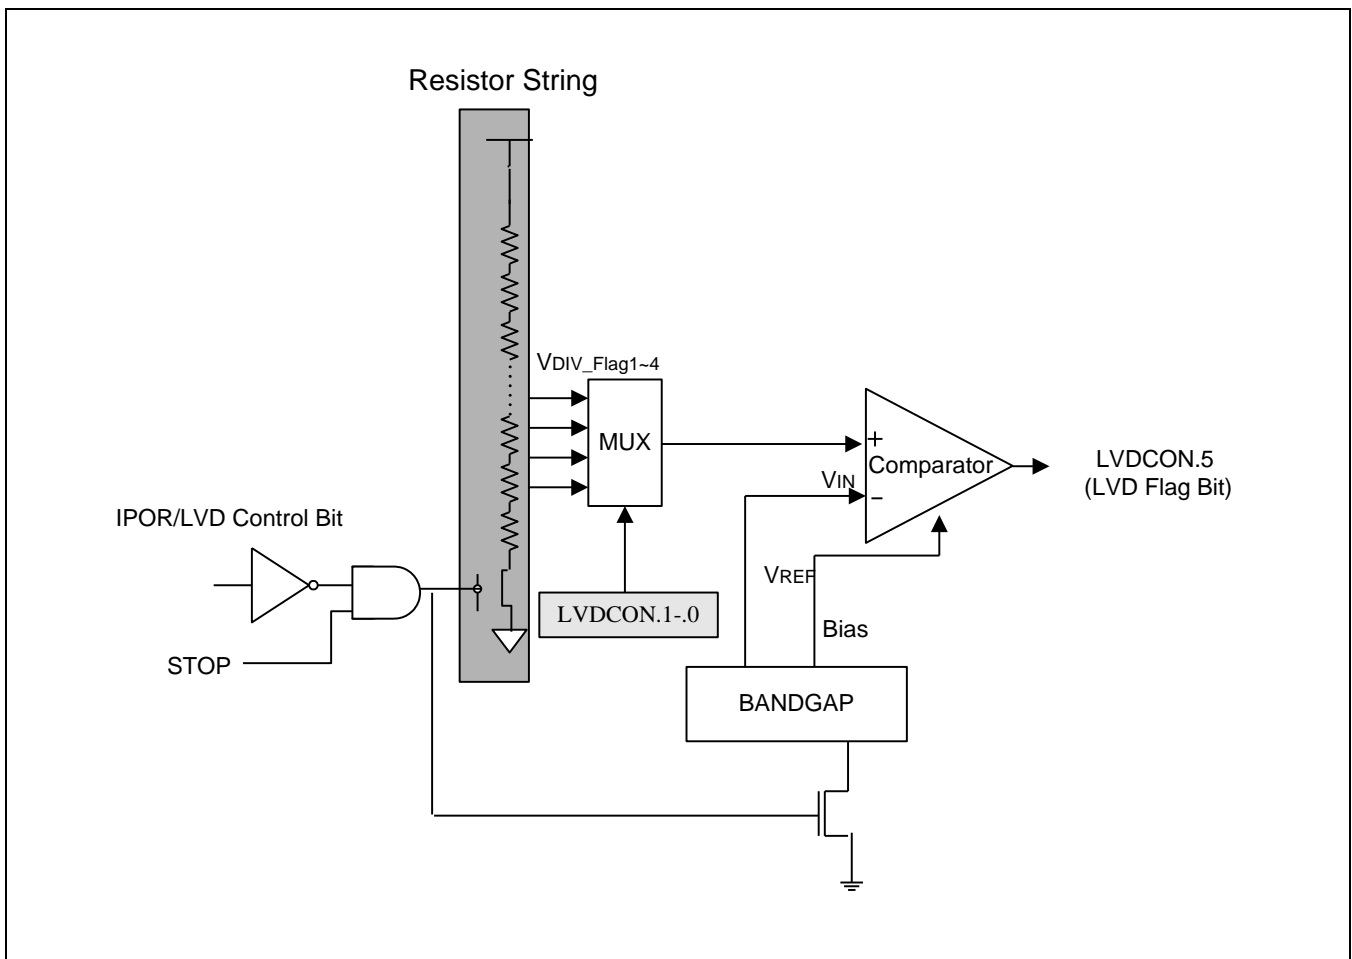 Resistor String
VDIV_Flag1~4
MUX
+
Comparator
VIN
−
LVDCON.5
(LVD Flag Bit)
IPOR/LVD Control Bit
VREF
LVDCON.1-.0
Bias
STOP
BANDGAP